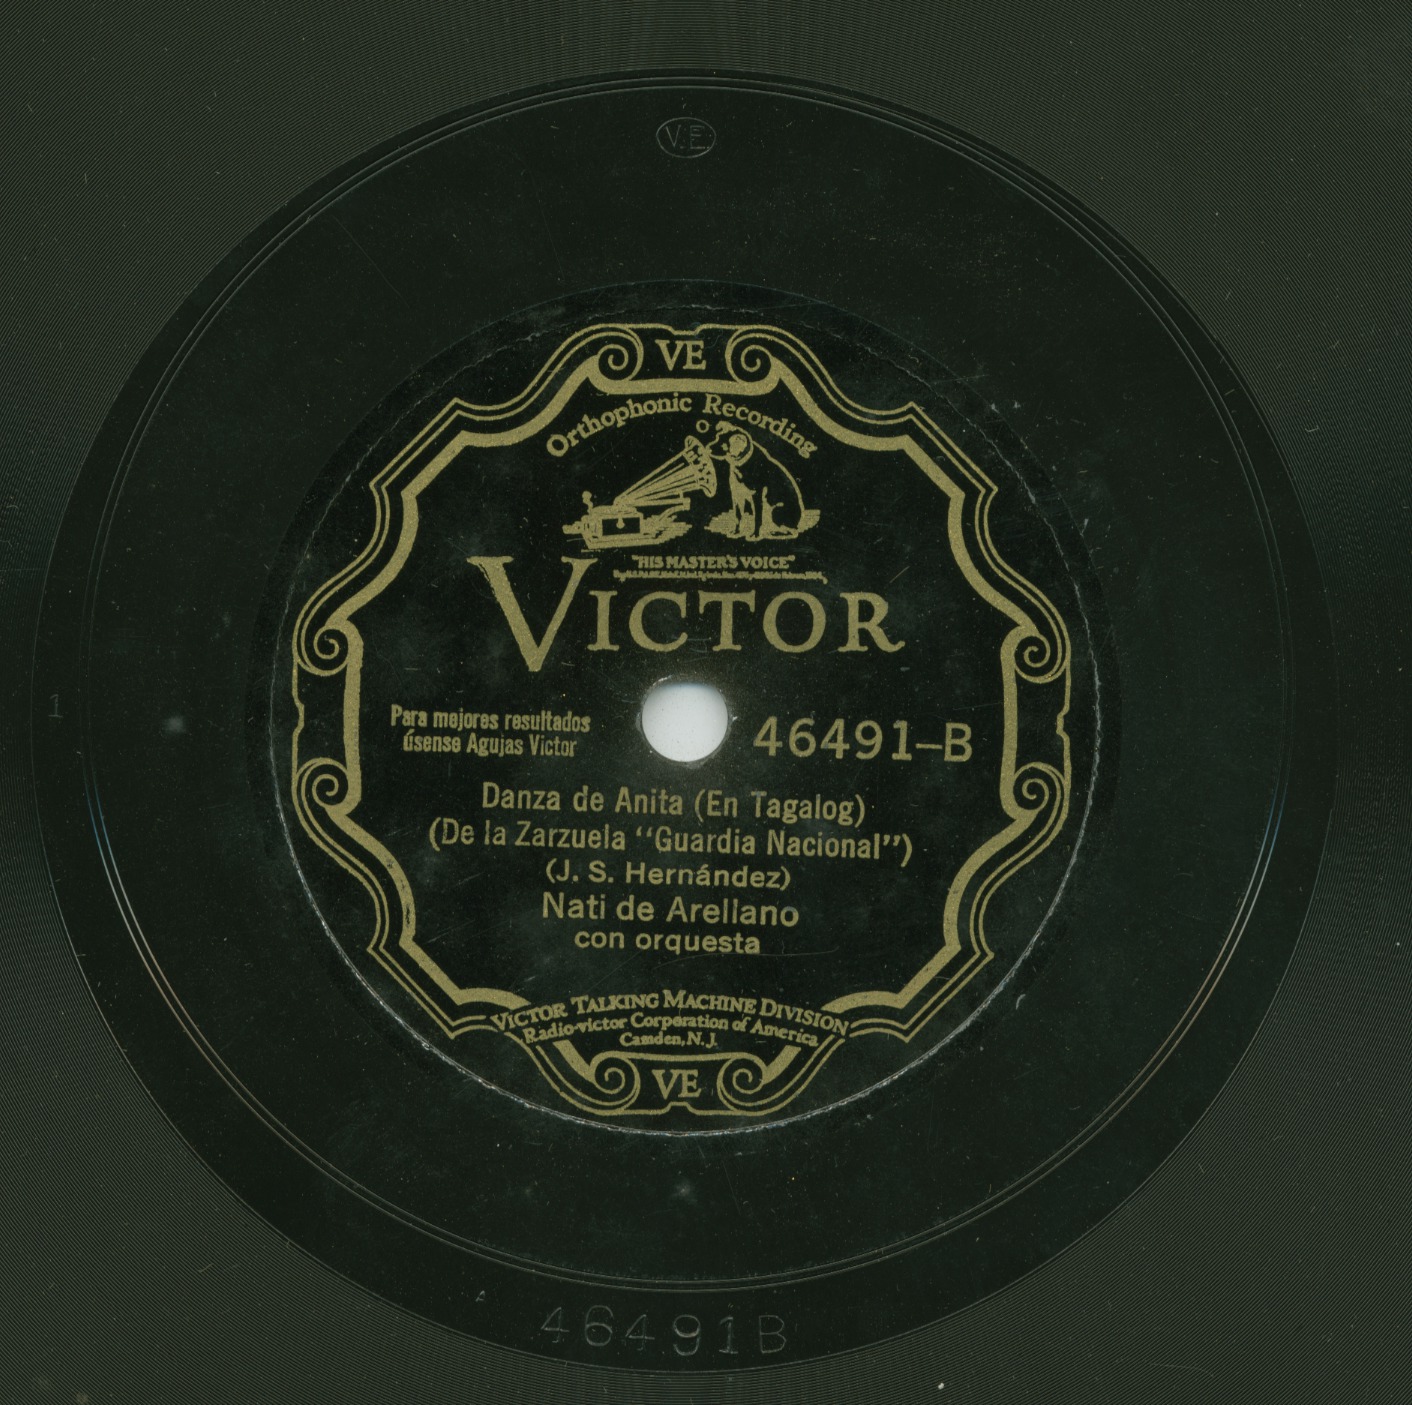 V.E.
VE
Orthophonic Recording
"HIS MASTER'S VOICE"
VICTOR
Para mejores resultados
úsense Agujas Victor
46491-B
1
Danza de Anita (En Tagalog)
(De la Zarzuela "Guardia Nacional")
(J. S. Hernández)
Nati de Arellano
con orquesta
VICTOR TALKING MACHINE DIVISION
Radio-victor Corporation of America
Camden, N.J.
VE
46491B